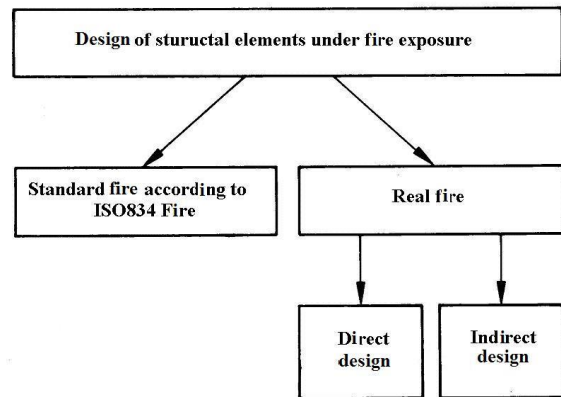 Design of stuructal elements under fire exposure
Standard fire according to
ISO834 Fire
Real fire
Direct
design
Indirect
design